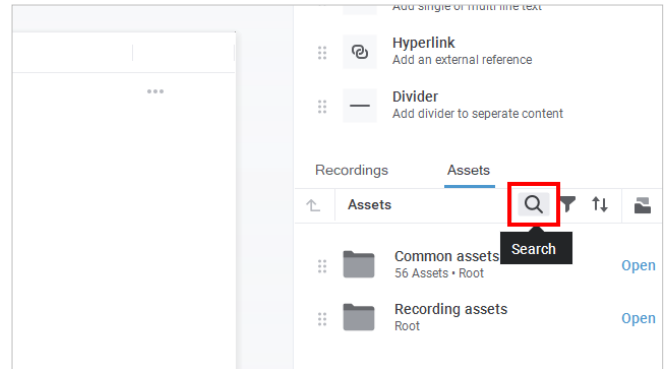 Add single or multi line text
Hyperlink
Add an external reference
Divider
Add divider to seperate content
Recordings Assets
Assets
Search
Common assets
56 Assets • Root Open
Recording assets
Root Open